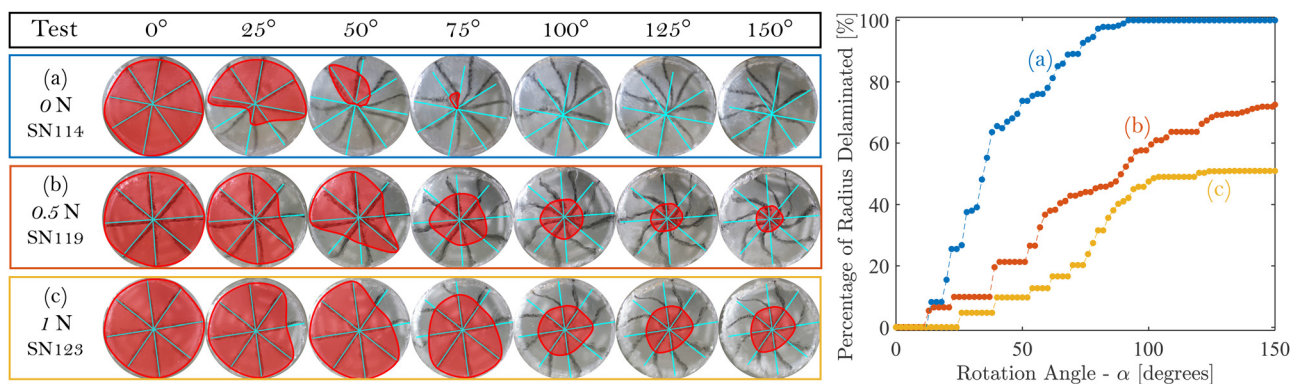 Test 0° 25° 50° 75° 100° 125° 150°
(a)
0 N
SN114
(b)
0.5 N
SN119
(c)
1 N
SN123
Percentage of Radius Delaminated [%]
100
80
60
40
20
0
(a)
(b)
(c)
0 50 100 150
Rotation Angle - α [degrees]